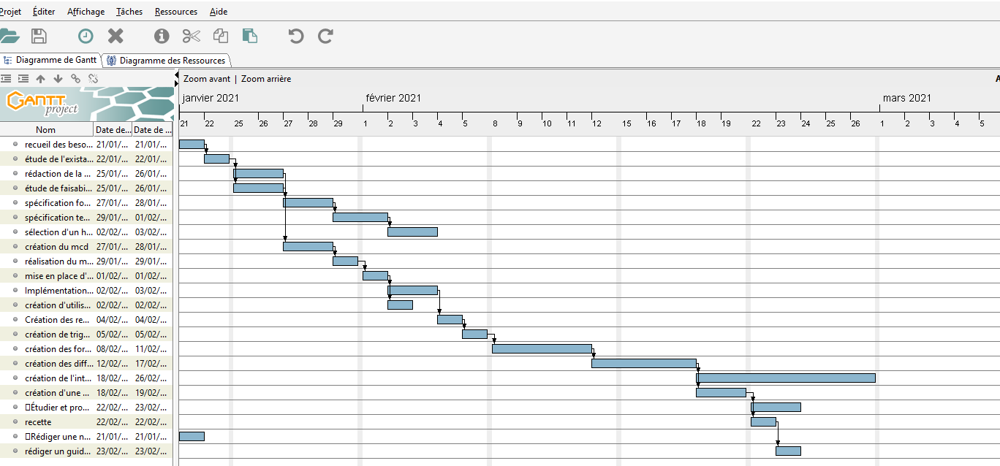 Projet Éditer Affichage Tâches Ressources Aide
Diagramme de Gantt Diagramme des Ressources
Zoom avant | Zoom arrière A
GANTT project
janvier 2021 février 2021 mars 2021
21 22 25 26 27 28 29 1 2 3 4 5 8 9 10 11 12 15 16 17 18 19 22 23 24 25 26 1 2 3 4 5
Nom Date de... Date de ...
recueil des beso... 21/01/... 21/01/...
étude de l'exista... 22/01/... 22/01/...
rédaction de la ... 25/01/... 26/01/...
étude de faisabi... 25/01/... 26/01/...
spécification fo... 27/01/... 28/01/...
spécification te... 29/01/... 01/02/...
sélection d'un h... 02/02/... 03/02/...
création du mcd 27/01/... 28/01/...
réalisation du m... 29/01/... 29/01/...
mise en place d'... 01/02/... 01/02/...
Implémentation... 02/02/... 03/02/...
création d'utilis... 02/02/... 02/02/...
Création des re... 04/02/... 04/02/...
création de trig... 05/02/... 05/02/...
création des for... 08/02/... 11/02/...
création des diff... 12/02/... 17/02/...
création de l'int... 18/02/... 26/02/...
création d'une ... 18/02/... 19/02/...
▯Étudier et pro... 22/02/... 23/02/...
recette 22/02/... 22/02/...
▯Rédiger une n... 21/01/... 21/01/...
rédiger un guid... 23/02/... 23/02/...